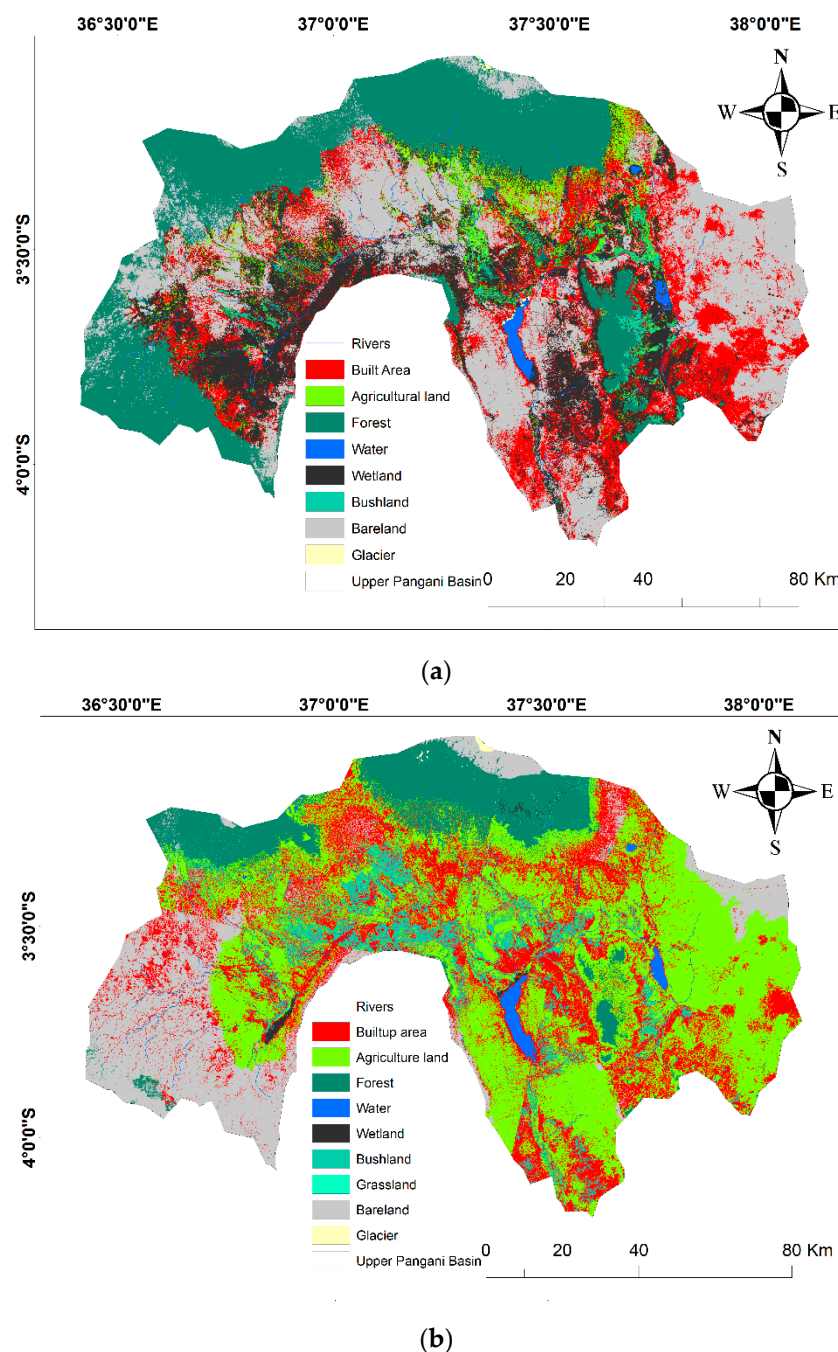 36°30'0"E 37°0'0"E 37°30'0"E 38°0'0"E
N
W E
S
3°30'0"S
4°0'0"S
Rivers
Built Area
Agricultural land
Forest
Water
Wetland
Bushland
Bareland
Glacier
Upper Pangani Basin
0 20 40 80 Km
(a)
36°30'0"E 37°0'0"E 37°30'0"E 38°0'0"E
N
W E
S
3°30'0"S
4°0'0"S
Rivers
Builtup area
Agriculture land
Forest
Water
Wetland
Bushland
Grassland
Bareland
Glacier
Upper Pangani Basin
0 20 40 80 Km
(b)